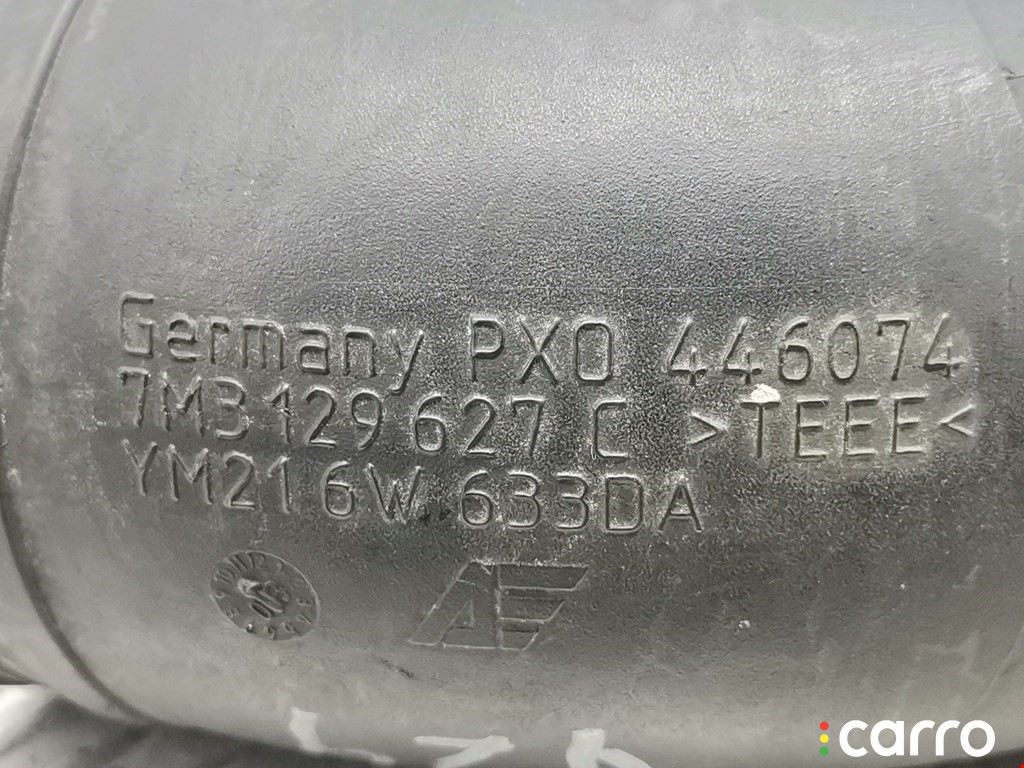 Germany PXO 446074
7M3 129 627 C >TEEE<
YM21 6W 633DA
carro